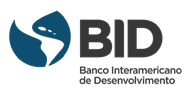 BID
Banco Interamericano
de Desenvolvimento